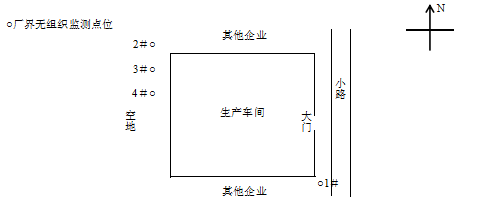 N
○厂界无组织监测点位
其他企业
2#○
3#○
4#○
小路
空地
生产车间
大门
○1#
其他企业